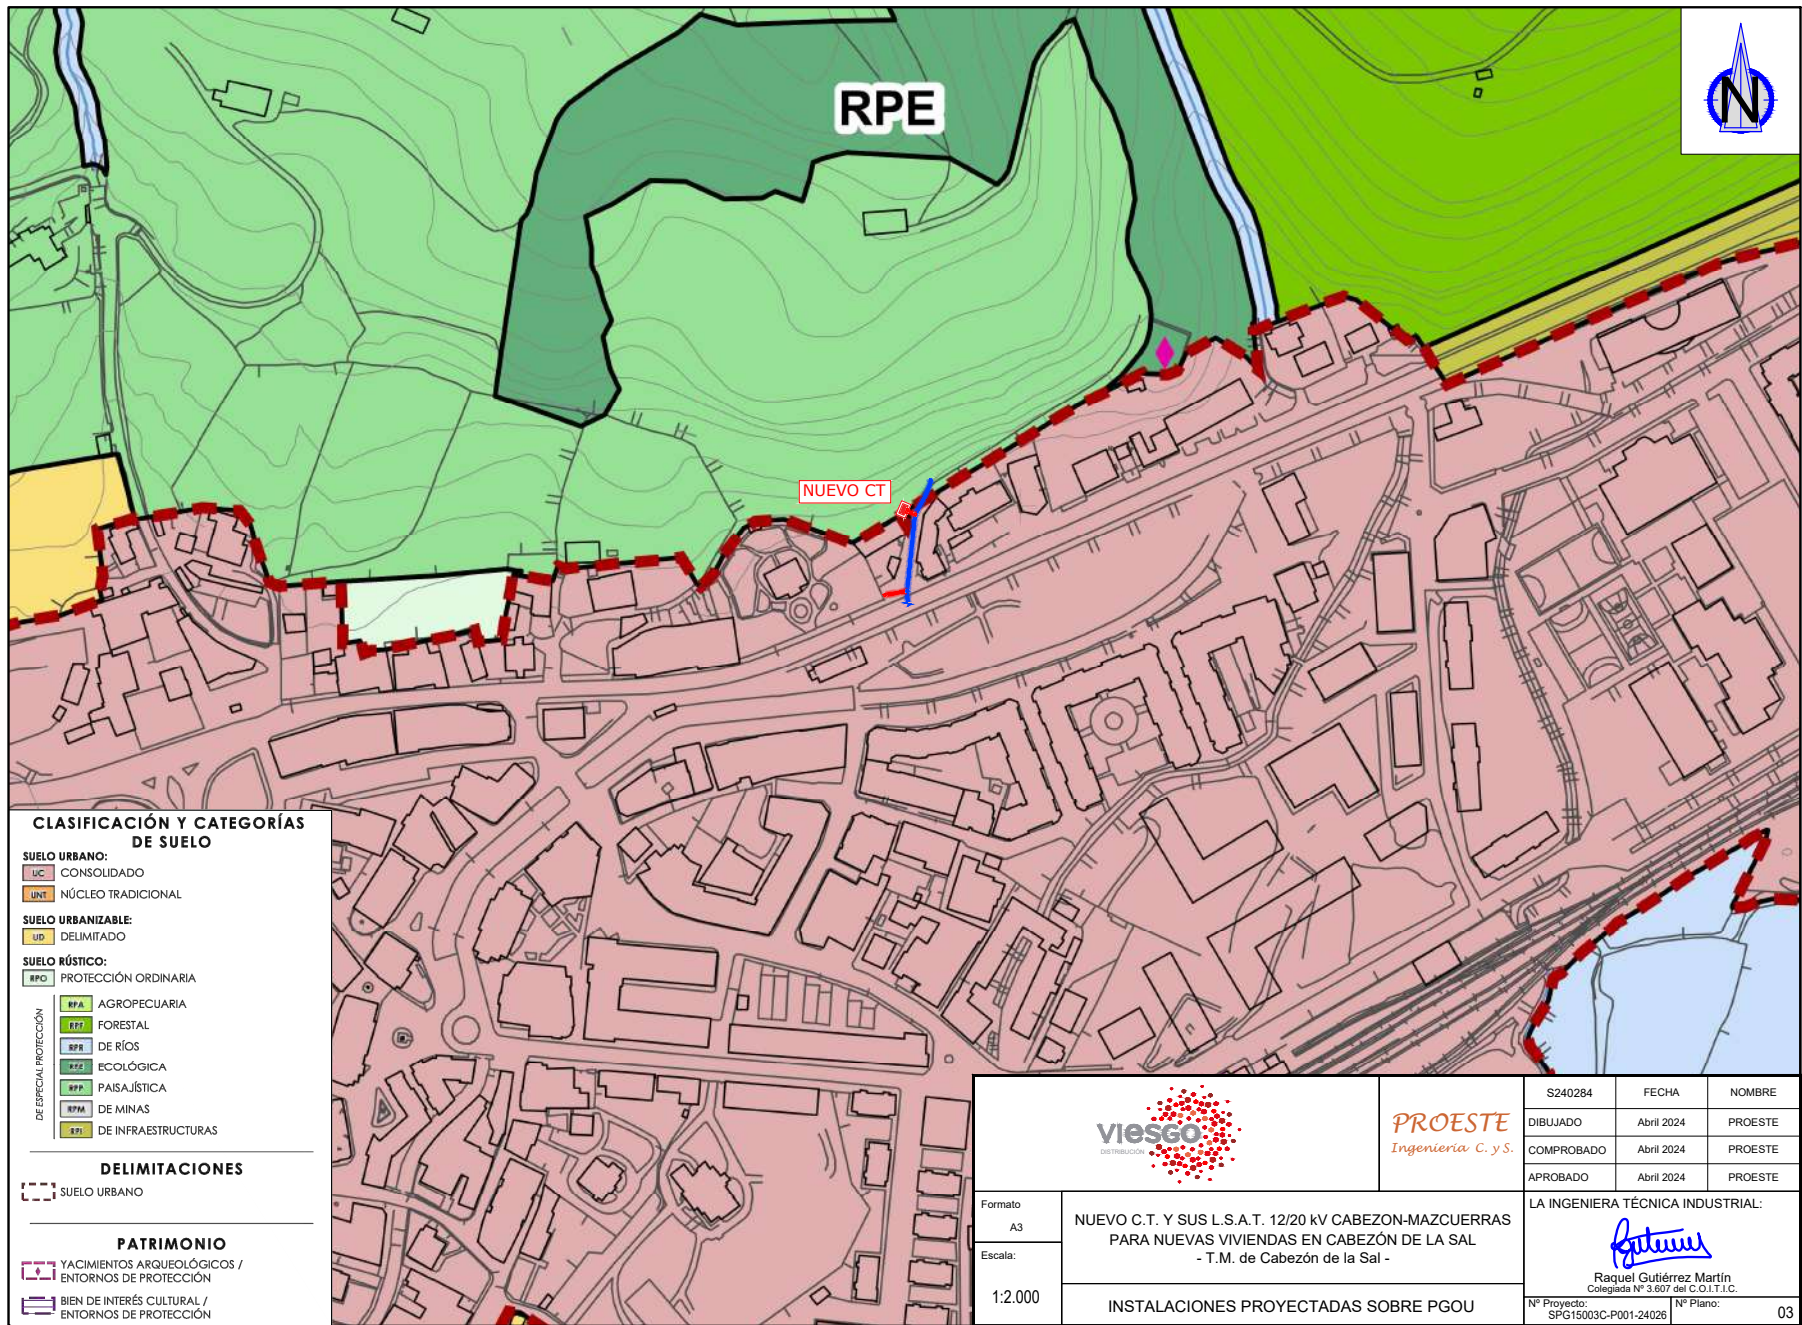 RPE
N
NUEVO CT
CLASIFICACIÓN Y CATEGORÍAS
DE SUELO
SUELO URBANO:
UC CONSOLIDADO
UNT NÚCLEO TRADICIONAL
SUELO URBANIZABLE:
UD DELIMITADO
SUELO RÚSTICO:
RPO PROTECCIÓN ORDINARIA
DE ESPECIAL PROTECCIÓN
RPA AGROPECUARIA
RPF FORESTAL
RPR DE RÍOS
RPE ECOLÓGICA
RPP PAISAJÍSTICA
RPM DE MINAS
RPI DE INFRAESTRUCTURAS
DELIMITACIONES
SUELO URBANO
PATRIMONIO
YACIMIENTOS ARQUEOLÓGICOS /
ENTORNOS DE PROTECCIÓN
BIEN DE INTERÉS CULTURAL /
ENTORNOS DE PROTECCIÓN
viesgo
DISTRIBUCIÓN
PROESTE
Ingeniería C. y S.
S240284 FECHA NOMBRE
DIBUJADO Abril 2024 PROESTE
COMPROBADO Abril 2024 PROESTE
APROBADO Abril 2024 PROESTE
Formato
A3
Escala:
1:2.000
NUEVO C.T. Y SUS L.S.A.T. 12/20 kV CABEZON-MAZCUERRAS
PARA NUEVAS VIVIENDAS EN CABEZÓN DE LA SAL
- T.M. de Cabezón de la Sal -
INSTALACIONES PROYECTADAS SOBRE PGOU
LA INGENIERA TÉCNICA INDUSTRIAL:
Raquel Gutiérrez Martín
Colegiada Nº 3.607 del C.O.I.T.I.C.
Nº Proyecto:
SPG15003C-P001-24026
Nº Plano:
03